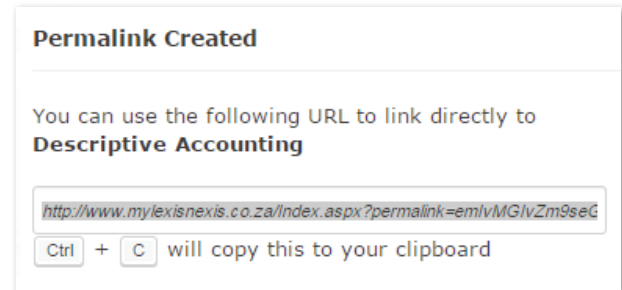 Permalink Created
You can use the following URL to link directly to
Descriptive Accounting
http://www.mylexisnexis.co.za/Index.aspx?permalink=emlvMGlvZm9seG
Ctrl + C will copy this to your clipboard